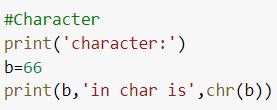 #Character
print('character:')
b=66
print(b,'in char is',chr(b))